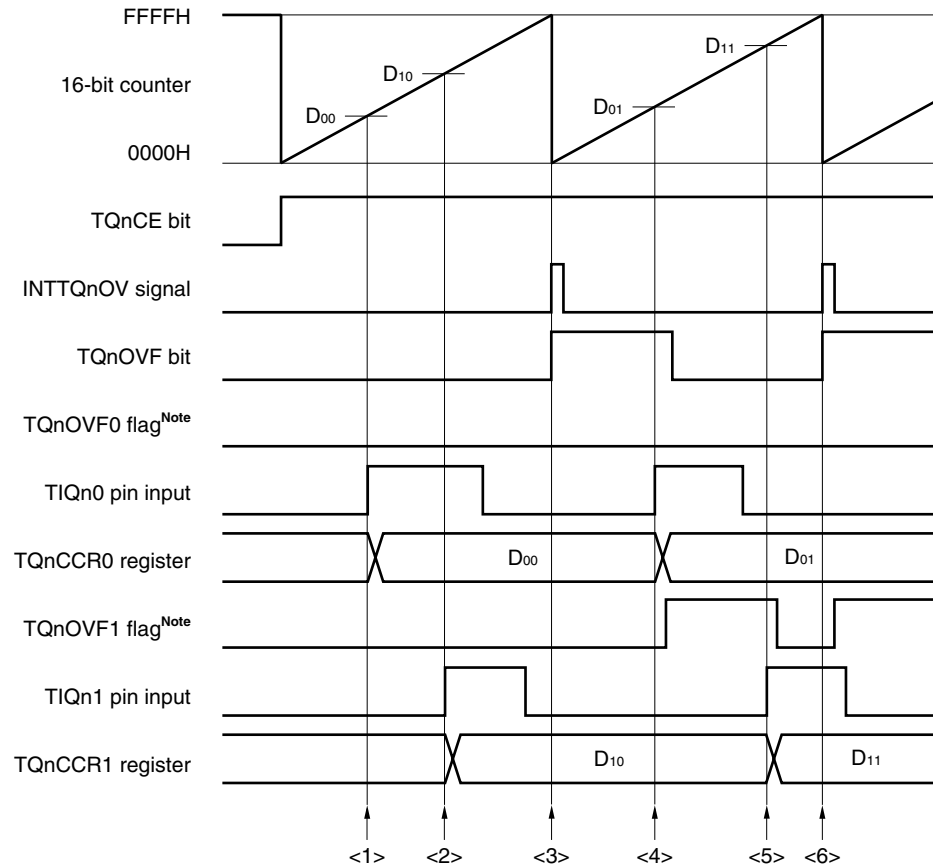 FFFFH
16-bit counter
0000H
D00
D10
D01
D11
TQnCE bit
INTTQnOV signal
TQnOVF bit
TQnOVF0 flagNote
TIQn0 pin input
TQnCCR0 register
D00
D01
TQnOVF1 flagNote
TIQn1 pin input
TQnCCR1 register
D10
D11
<1> <2> <3> <4> <5> <6>